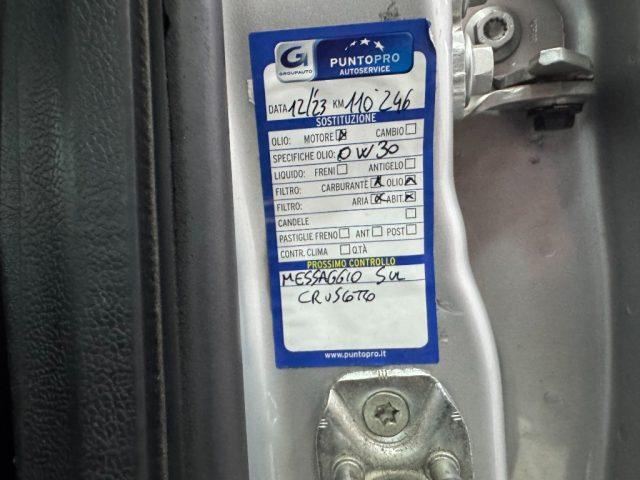 G PUNTOPRO
GROUPAUTO AUTOSERVICE
DATA 12/23 KM 110 246
SOSTITUZIONE
OLIO: MOTORE CAMBIO
SPECIFICHE OLIO: 0W30
LIQUIDO: FRENI ANTIGELO
FILTRO: CARBURANTE OLIO
FILTRO: ARIA ABIT.
CANDELE
PASTIGLIE FRENO ANT POST
CONTR. CLIMA Q.TÀ
PROSSIMO CONTROLLO
MESSAGGIO SUL
CRUSCOTTO
www.puntopro.it